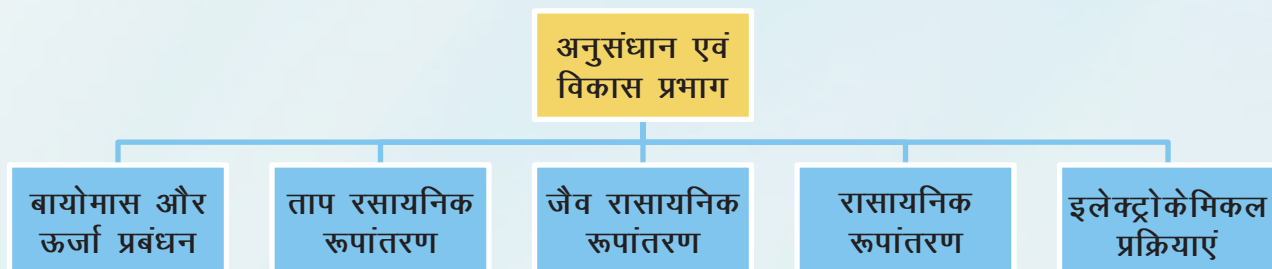 अनुसंधान एवं
विकास प्रभाग
बायोमास और
ऊर्जा प्रबंधन
ताप रसायनिक
रूपांतरण
जैव रासायनिक
रूपांतरण
रासायनिक
रूपांतरण
इलेक्ट्रोकेमिकल
प्रक्रियाएं